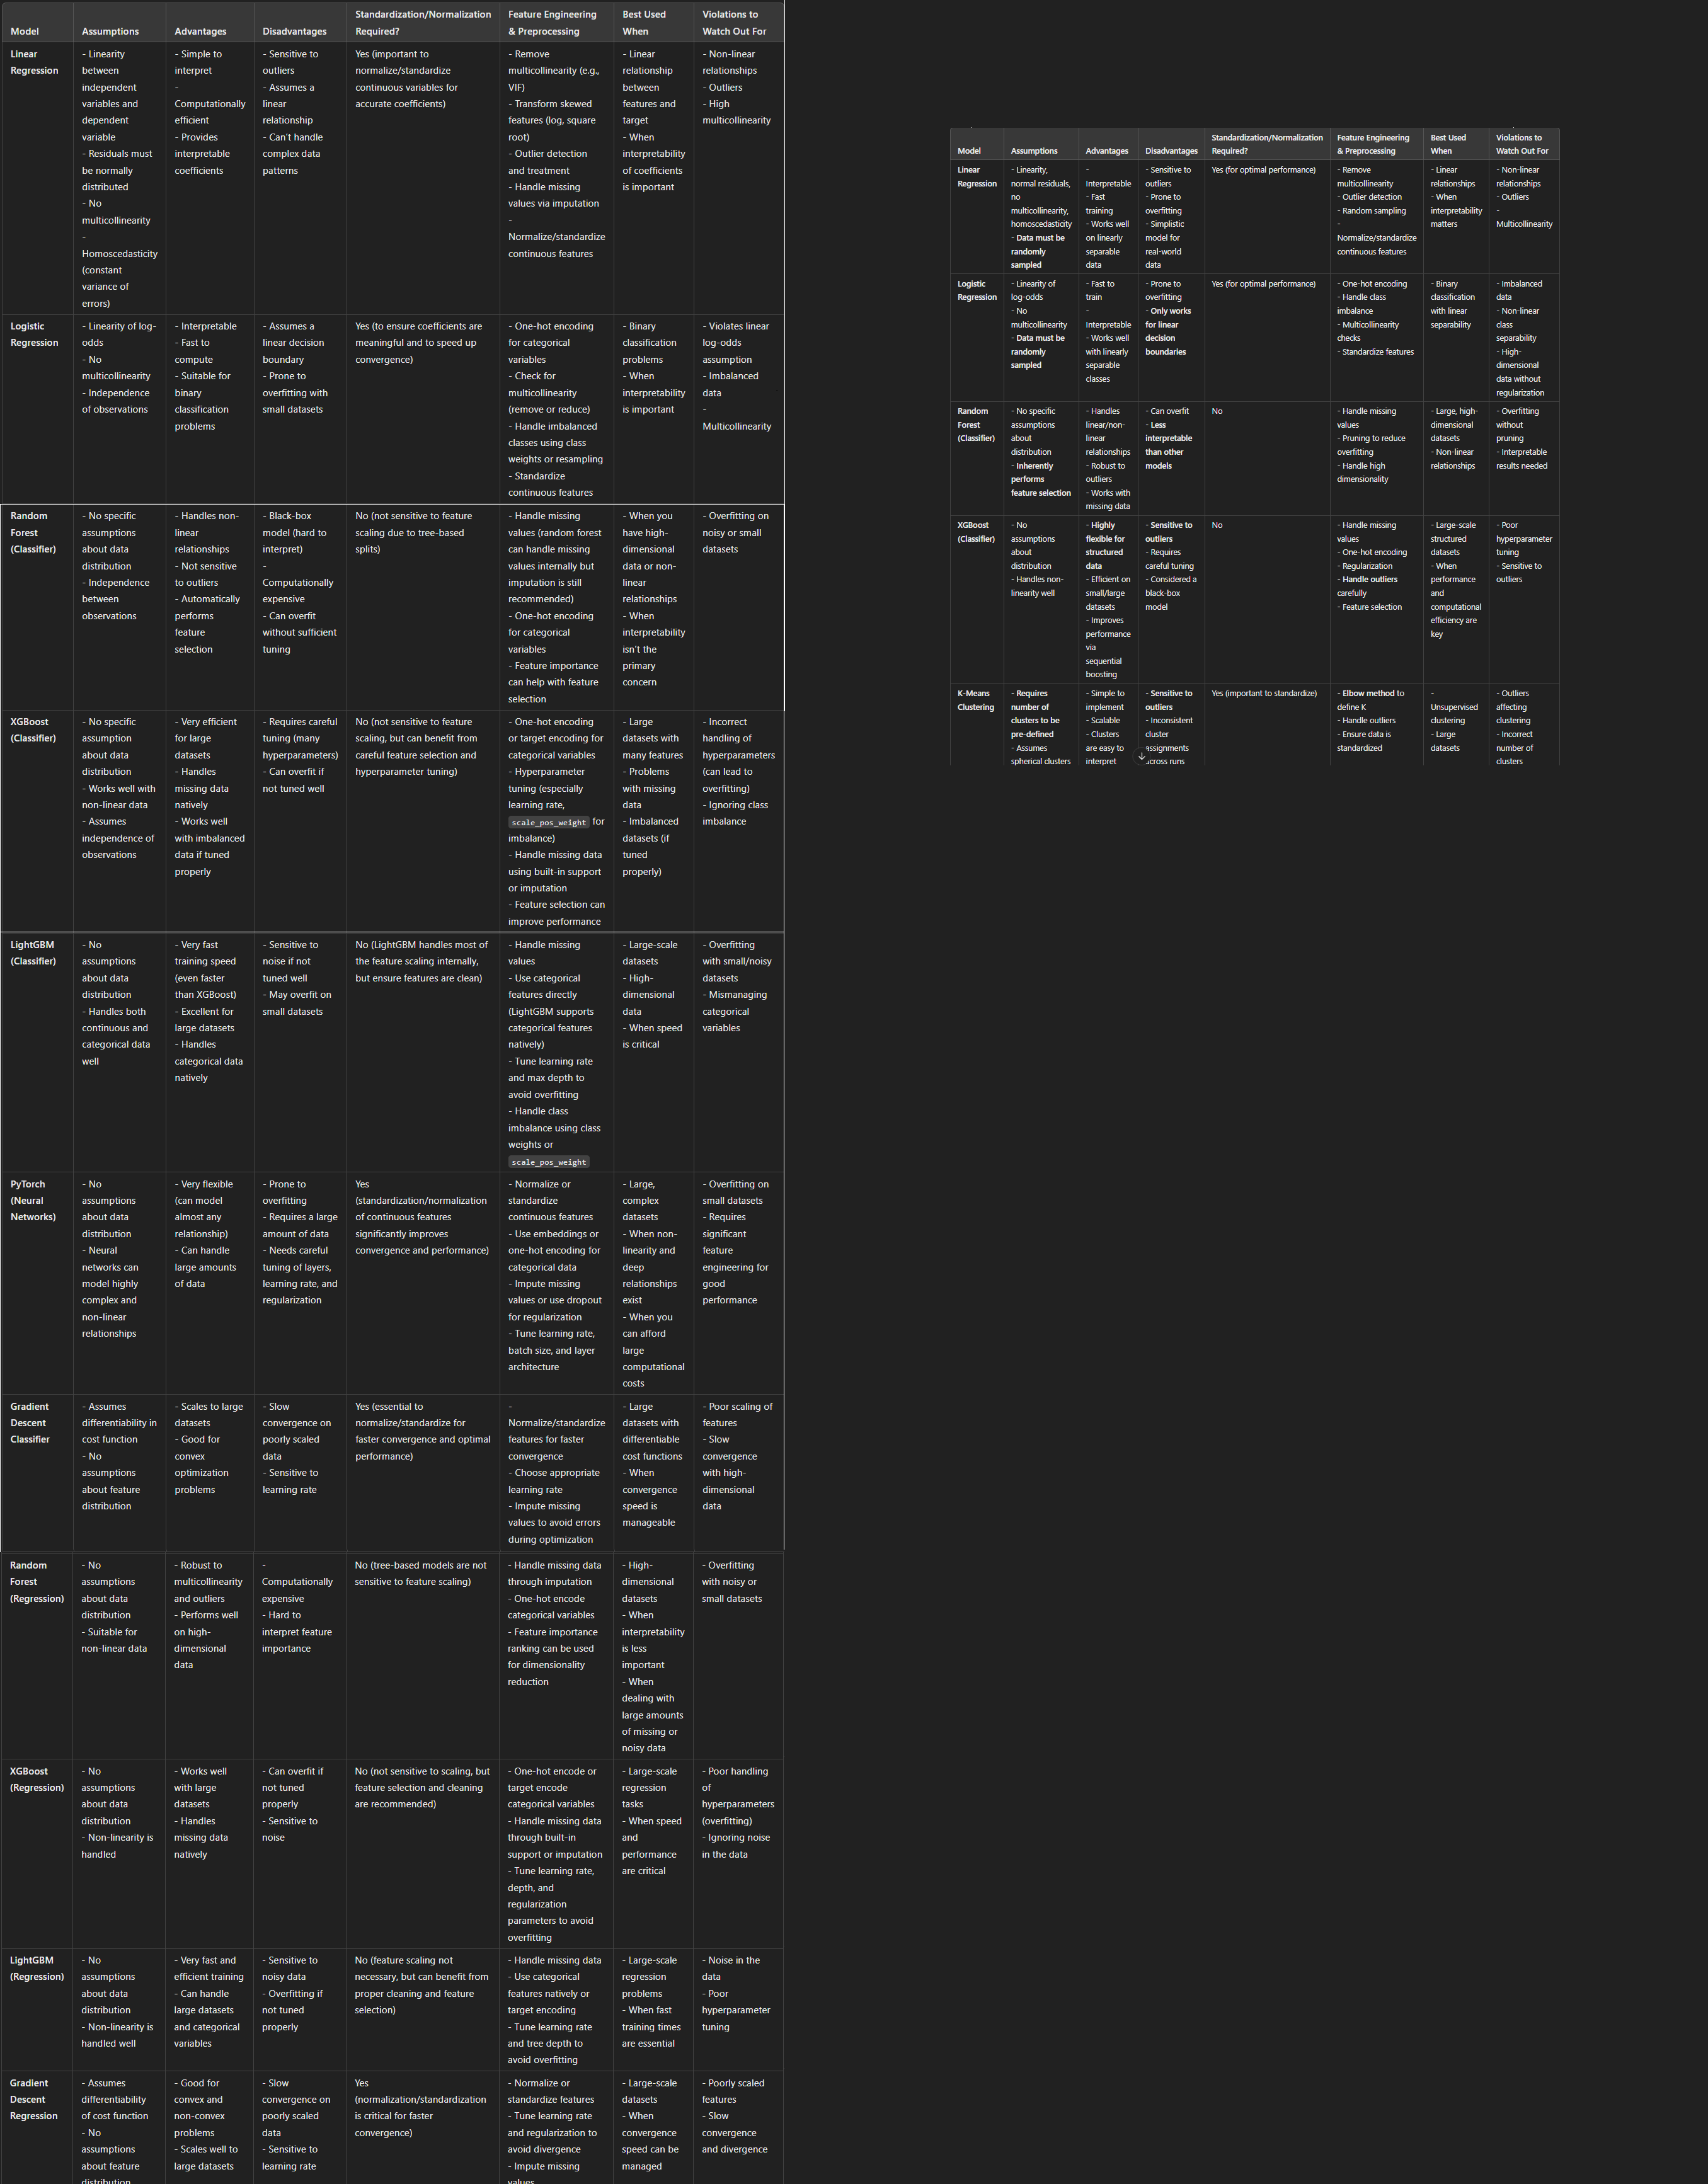 Model
Assumptions
Advantages
Disadvantages
Standardization/Normalization
Required?
Feature Engineering
& Preprocessing
Best Used
When
Violations to
Watch Out For
Linear
Regression
- Linearity
between
independent
variables and
dependent
variable
- Residuals must
be normally
distributed
- No
multicollinearity
-
Homoscedasticity
(constant
variance of
errors)
- Simple to
interpret
-
Computationally
efficient
- Provides
interpretable
coefficients
- Sensitive to
outliers
- Assumes a
linear
relationship
- Can't handle
complex data
patterns
Yes (important to
normalize/standardize
continuous variables for
accurate coefficients)
- Remove
multicollinearity (e.g.,
VIF)
- Transform skewed
features (log, square
root)
- Outlier detection
and treatment
- Handle missing
values via imputation
-
Normalize/standardize
continuous features
- Linear
relationship
between
features and
target
- When
interpretability
of coefficients
is important
- Non-linear
relationships
- Outliers
- High
multicollinearity
Logistic
Regression
- Linearity of log-
odds
- No
multicollinearity
- Independence
of observations
- Interpretable
- Fast to
compute
- Suitable for
binary
classification
problems
- Assumes a
linear decision
boundary
- Prone to
overfitting with
small datasets
Yes (to ensure coefficients are
meaningful and to speed up
convergence)
- One-hot encoding
for categorical
variables
- Check for
multicollinearity
(remove or reduce)
- Handle imbalanced
classes using class
weights or resampling
- Standardize
continuous features
- Binary
classification
problems
- When
interpretability
is important
- Violates linear
log-odds
assumption
- Imbalanced
data
-
Multicollinearity
Random
Forest
(Classifier)
- No specific
assumptions
about data
distribution
- Independence
between
observations
- Handles non-
linear
relationships
- Not sensitive
to outliers
- Automatically
performs
feature
selection
- Black-box
model (hard to
interpret)
-
Computationally
expensive
- Can overfit
without sufficient
tuning
No (not sensitive to feature
scaling due to tree-based
splits)
- Handle missing
values (random forest
can handle missing
values internally but
imputation is still
recommended)
- One-hot encoding
for categorical
variables
- Feature importance
can help with feature
selection
- When you
have high-
dimensional
data or non-
linear
relationships
- When
interpretability
isn't the
primary
concern
- Overfitting on
noisy or small
datasets
XGBoost
(Classifier)
- No specific
assumption
about data
distribution
- Works well with
non-linear data
- Assumes
independence of
observations
- Very efficient
for large
datasets
- Handles
missing data
natively
- Works well
with imbalanced
data if tuned
properly
- Requires careful
tuning (many
hyperparameters)
- Can overfit if
not tuned well
No (not sensitive to feature
scaling, but can benefit from
careful feature selection and
hyperparameter tuning)
- One-hot encoding
or target encoding for
categorical variables
- Hyperparameter
tuning (especially
learning rate,
scale_pos_weight for
imbalance)
- Handle missing data
using built-in support
or imputation
- Feature selection can
improve performance
- Large
datasets with
many features
- Problems
with missing
data
- Imbalanced
datasets (if
tuned
properly)
- Incorrect
handling of
hyperparameters
(can lead to
overfitting)
- Ignoring class
imbalance
LightGBM
(Classifier)
- No
assumptions
about data
distribution
- Handles both
continuous and
categorical data
well
- Very fast
training speed
(even faster
than XGBoost)
- Excellent for
large datasets
- Handles
categorical data
natively
- Sensitive to
noise if not
tuned well
- May overfit on
small datasets
No (LightGBM handles most of
the feature scaling internally,
but ensure features are clean)
- Handle missing
values
- Use categorical
features directly
(LightGBM supports
categorical features
natively)
- Tune learning rate
and max depth to
avoid overfitting
- Handle class
imbalance using class
weights or
scale_pos_weight
- Large-scale
datasets
- High-
dimensional
data
- When speed
is critical
- Overfitting
with small/noisy
datasets
- Mismanaging
categorical
variables
PyTorch
(Neural
Networks)
- No
assumptions
about data
distribution
- Neural
networks can
model highly
complex and
non-linear
relationships
- Very flexible
(can model
almost any
relationship)
- Can handle
large amounts
of data
- Prone to
overfitting
- Requires a large
amount of data
- Needs careful
tuning of layers,
learning rate, and
regularization
Yes
(standardization/normalization
of continuous features
significantly improves
convergence and performance)
- Normalize or
standardize
continuous features
- Use embeddings or
one-hot encoding for
categorical data
- Impute missing
values or use dropout
for regularization
- Tune learning rate,
batch size, and layer
architecture
- Large,
complex
datasets
- When non-
linearity and
deep
relationships
exist
- When you
can afford
large
computational
costs
- Overfitting on
small datasets
- Requires
significant
feature
engineering for
good
performance
Gradient
Descent
Classifier
- Assumes
differentiability in
cost function
- No
assumptions
about feature
distribution
- Scales to large
datasets
- Good for
convex
optimization
problems
- Slow
convergence on
poorly scaled
data
- Sensitive to
learning rate
Yes (essential to
normalize/standardize for
faster convergence and optimal
performance)
-
Normalize/standardize
features for faster
convergence
- Choose appropriate
learning rate
- Impute missing
values to avoid errors
during optimization
- Large
datasets with
differentiable
cost functions
- When
convergence
speed is
manageable
- Poor scaling of
features
- Slow
convergence
with high-
dimensional
data
Random
Forest
(Regression)
- No
assumptions
about data
distribution
- Suitable for
non-linear data
- Robust to
multicollinearity
and outliers
- Performs well
on high-
dimensional
data
-
Computationally
expensive
- Hard to
interpret feature
importance
No (tree-based models are not
sensitive to feature scaling)
- Handle missing data
through imputation
- One-hot encode
categorical variables
- Feature importance
ranking can be used
for dimensionality
reduction
- High-
dimensional
datasets
- When
interpretability
is less
important
- When
dealing with
large amounts
of missing or
noisy data
- Overfitting
with noisy or
small datasets
XGBoost
(Regression)
- No
assumptions
about data
distribution
- Non-linearity is
handled
- Works well
with large
datasets
- Handles
missing data
natively
- Can overfit if
not tuned
properly
- Sensitive to
noise
No (not sensitive to scaling, but
feature selection and cleaning
are recommended)
- One-hot encode or
target encode
categorical variables
- Handle missing data
through built-in
support or imputation
- Tune learning rate,
depth, and
regularization
parameters to avoid
overfitting
- Large-scale
regression
tasks
- When speed
and
performance
are critical
- Poor handling
of
hyperparameters
(overfitting)
- Ignoring noise
in the data
LightGBM
(Regression)
- No
assumptions
about data
distribution
- Non-linearity is
handled well
- Very fast and
efficient training
- Can handle
large datasets
and categorical
variables
- Sensitive to
noisy data
- Overfitting if
not tuned
properly
No (feature scaling not
necessary, but can benefit from
proper cleaning and feature
selection)
- Handle missing data
- Use categorical
features natively or
target encoding
- Tune learning rate
and tree depth to
avoid overfitting
- Large-scale
regression
problems
- When fast
training times
are essential
- Noise in the
data
- Poor
hyperparameter
tuning
Gradient
Descent
Regression
- Assumes
differentiability
of cost function
- No
assumptions
about feature
distribution
- Good for
convex and
non-convex
problems
- Scales well to
large datasets
- Slow
convergence on
poorly scaled
data
- Sensitive to
learning rate
Yes
(normalization/standardization
is critical for faster
convergence)
- Normalize or
standardize features
- Tune learning rate
and regularization to
avoid divergence
- Impute missing
values
- Large-scale
datasets
- When
convergence
speed can be
managed
- Poorly scaled
features
- Slow
convergence
and divergence
Model
Assumptions
Advantages
Disadvantages
Standardization/Normalization
Required?
Feature Engineering
& Preprocessing
Best Used
When
Violations to
Watch Out For
Linear
Regression
- Linearity,
normal residuals,
no
multicollinearity,
homoscedasticity
- Data must be
randomly
sampled
-
Interpretable
- Fast
training
- Works well
on linearly
separable
data
- Sensitive to
outliers
- Prone to
overfitting
- Simplistic
model for
real-world
data
Yes (for optimal performance)
- Remove
multicollinearity
- Outlier detection
- Random sampling
-
Normalize/standardize
continuous features
- Linear
relationships
- When
interpretability
matters
- Non-linear
relationships
- Outliers
-
Multicollinearity
Logistic
Regression
- Linearity of
log-odds
- No
multicollinearity
- Data must be
randomly
sampled
- Fast to
train
-
Interpretable
- Works well
with linearly
separable
classes
- Prone to
overfitting
- Only works
for linear
decision
boundaries
Yes (for optimal performance)
- One-hot encoding
- Handle class
imbalance
- Multicollinearity
checks
- Standardize features
- Binary
classification
with linear
separability
- Imbalanced
data
- Non-linear
class
separability
- High-
dimensional
data without
regularization
Random
Forest
(Classifier)
- No specific
assumptions
about
distribution
- Inherently
performs
feature selection
- Handles
linear/non-
linear
relationships
- Robust to
outliers
- Works with
missing data
- Can overfit
- Less
interpretable
than other
models
No
- Handle missing
values
- Pruning to reduce
overfitting
- Handle high
dimensionality
- Large, high-
dimensional
datasets
- Non-linear
relationships
- Overfitting
without
pruning
- Interpretable
results needed
XGBoost
(Classifier)
- No
assumptions
about
distribution
- Handles non-
linearity well
- Highly
flexible for
structured
data
- Efficient on
small/large
datasets
- Improves
performance
via
sequential
boosting
- Sensitive to
outliers
- Requires
careful tuning
- Considered a
black-box
model
No
- Handle missing
values
- One-hot encoding
- Regularization
- Handle outliers
carefully
- Feature selection
- Large-scale
structured
datasets
- When
performance
and
computational
efficiency are
key
- Poor
hyperparameter
tuning
- Sensitive to
outliers
K-Means
Clustering
- Requires
number of
clusters to be
pre-defined
- Assumes
spherical clusters
- Simple to
implement
- Scalable
- Clusters
are easy to
interpret
- Sensitive to
outliers
- Inconsistent
cluster
assignments
across runs
Yes (important to standardize)
- Elbow method to
define K
- Handle outliers
- Ensure data is
standardized
-
Unsupervised
clustering
- Large
datasets
- Outliers
affecting
clustering
- Incorrect
number of
clusters